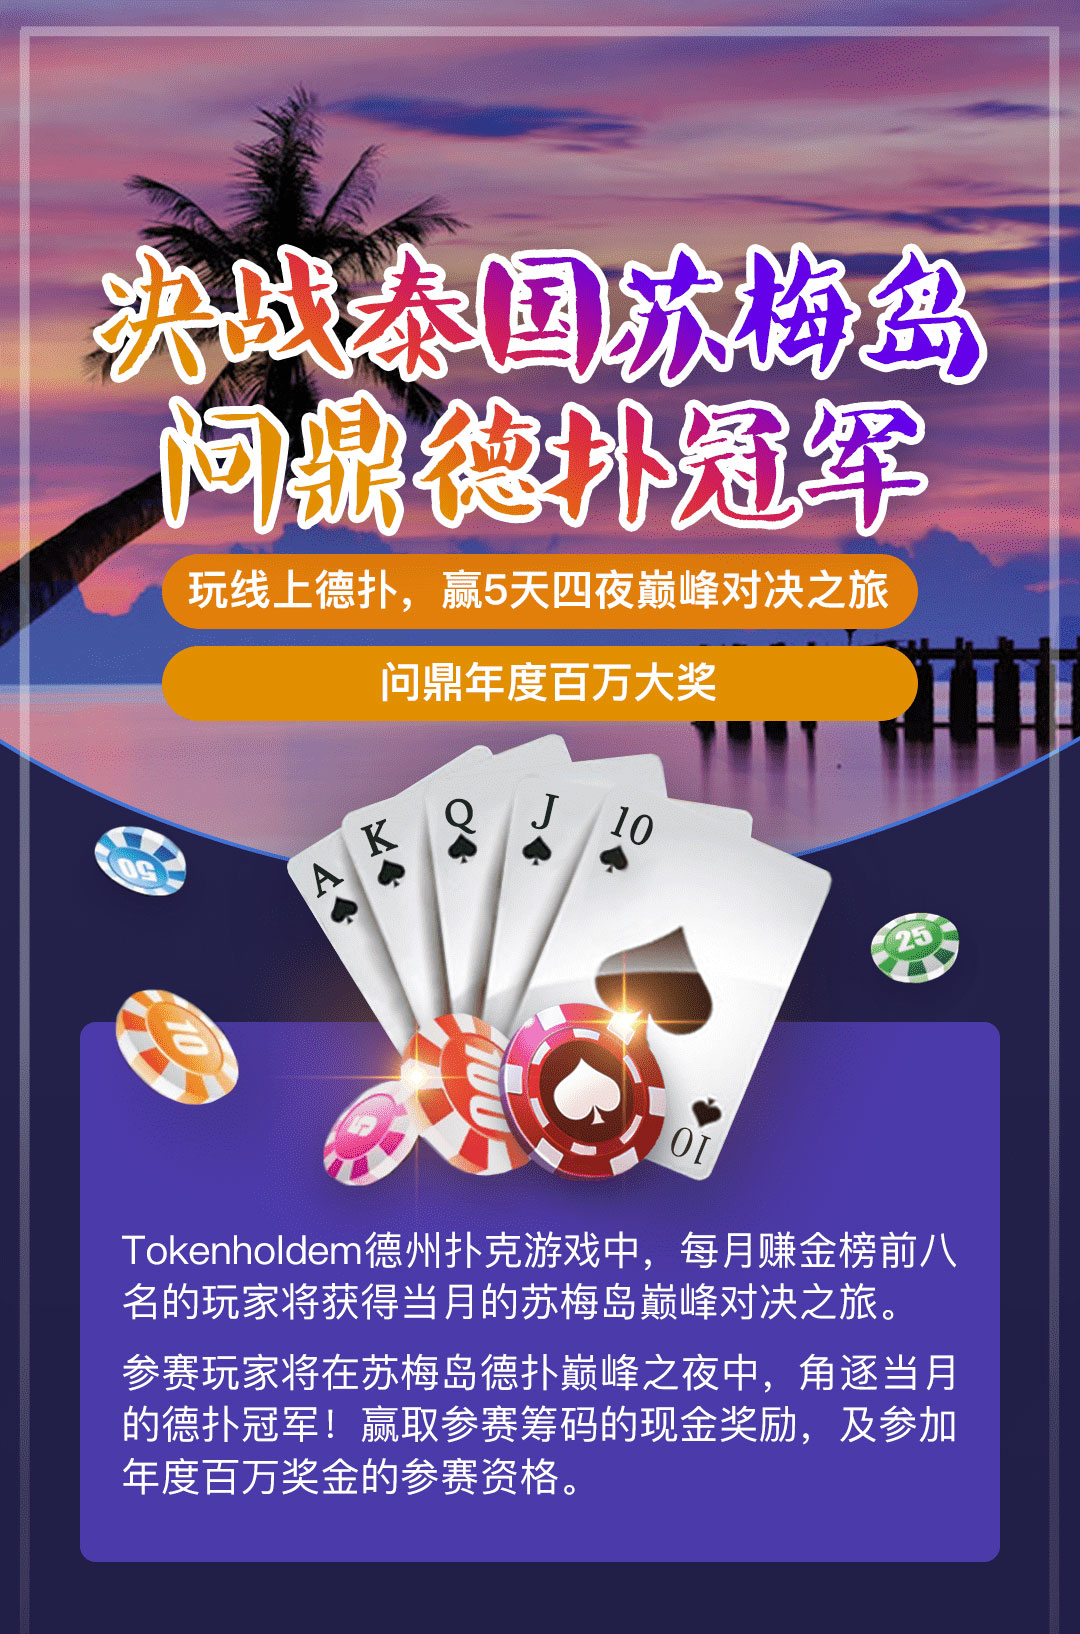 决战泰国苏梅岛
问鼎德扑冠军
玩线上德扑，赢5天四夜巅峰对决之旅
问鼎年度百万大奖
A
K
Q
J
10
50
25
10
100
5
10
Tokenholdem德州扑克游戏中，每月赚金榜前八
名的玩家将获得当月的苏梅岛巅峰对决之旅。
参赛玩家将在苏梅岛德扑巅峰之夜中，角逐当月
的德扑冠军！赢取参赛筹码的现金奖励，及参加
年度百万奖金的参赛资格。